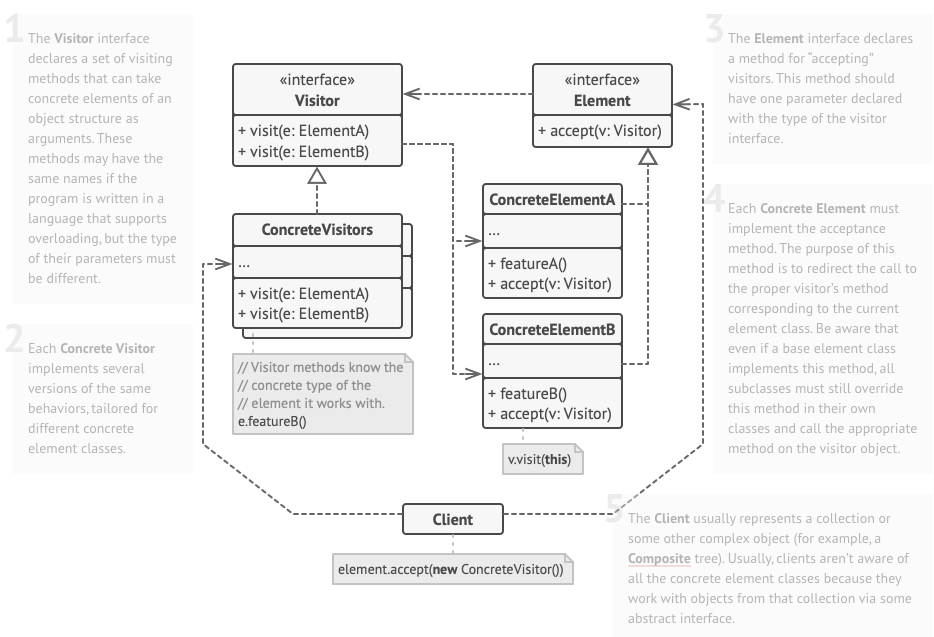 1
The Visitor interface
declares a set of visiting
methods that can take
concrete elements of an
object structure as
arguments. These
methods may have the
same names if the
program is written in a
language that supports
overloading, but the type
of their parameters must
be different.
2
Each Concrete Visitor
implements several
versions of the same
behaviors, tailored for
different concrete
element classes.
«interface»
Visitor
+ visit(e: ElementA)
+ visit(e: ElementB)
ConcreteVisitors
...
+ visit(e: ElementA)
+ visit(e: ElementB)
// Visitor methods know the
// concrete type of the
// element it works with.
e.featureB()
«interface»
Element
+ accept(v: Visitor)
ConcreteElementA
...
+ featureA()
+ accept(v: Visitor)
ConcreteElementB
...
+ featureB()
+ accept(v: Visitor)
v.visit(this)
Client
element.accept(new ConcreteVisitor())
3
The Element interface declares
a method for “accepting”
visitors. This method should
have one parameter declared
with the type of the visitor
interface.
4
Each Concrete Element must
implement the acceptance
method. The purpose of this
method is to redirect the call to
the proper visitor’s method
corresponding to the current
element class. Be aware that
even if a base element class
implements this method, all
subclasses must still override
this method in their own
classes and call the appropriate
method on the visitor object.
5
The Client usually represents a collection or
some other complex object (for example, a
Composite tree). Usually, clients aren’t aware of
all the concrete element classes because they
work with objects from that collection via some
abstract interface.